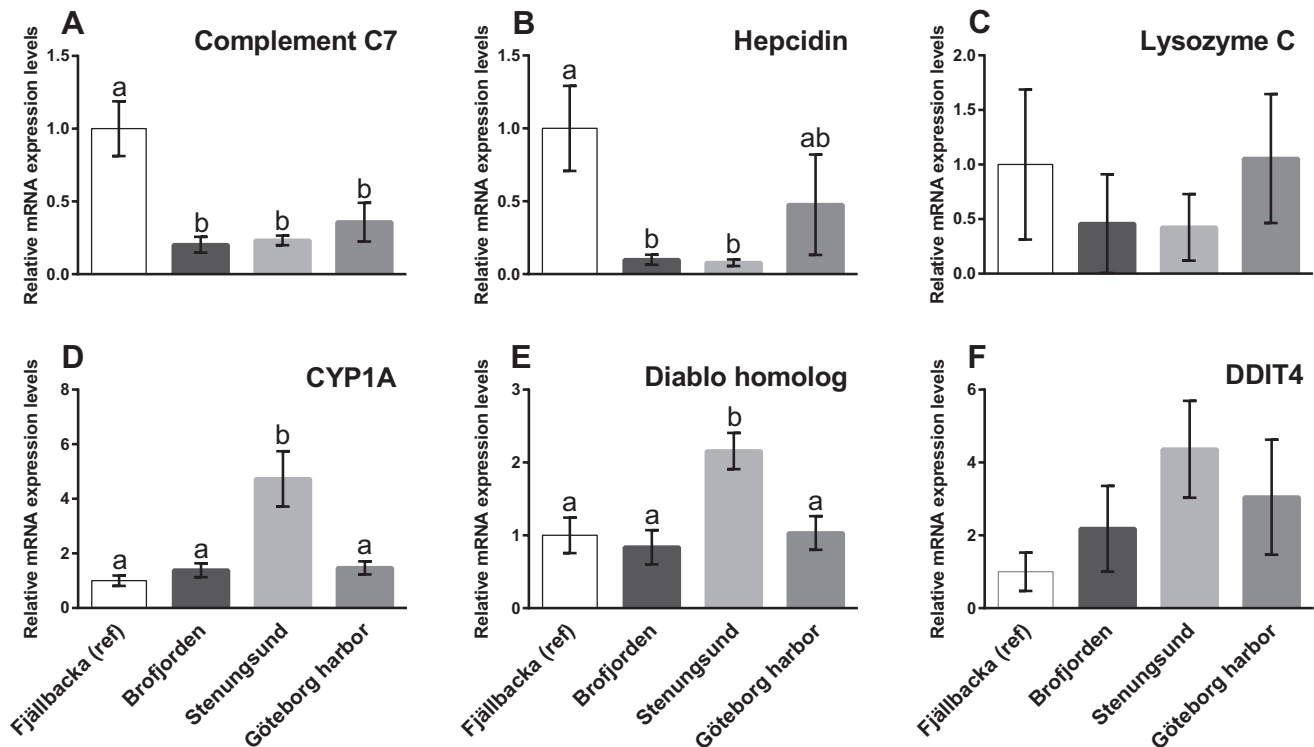 A
Complement C7
Relative mRNA expression levels
1.5
1.0
0.5
0.0
a
b
b
b
B
Hepcidin
Relative mRNA expression levels
1.5
1.0
0.5
0.0
a
b
b
ab
C
Lysozyme C
Relative mRNA expression levels
2.0
1.5
1.0
0.5
0.0
D
CYP1A
Relative mRNA expression levels
8
6
4
2
0
a
a
b
a
Fjällbacka (ref)
Brofjorden
Stenungsund
Göteborg harbor
E
Diablo homolog
Relative mRNA expression levels
3
2
1
0
a
a
b
a
Fjällbacka (ref)
Brofjorden
Stenungsund
Göteborg harbor
F
DDIT4
Relative mRNA expression levels
6
4
2
0
Fjällbacka (ref)
Brofjorden
Stenungsund
Göteborg harbor